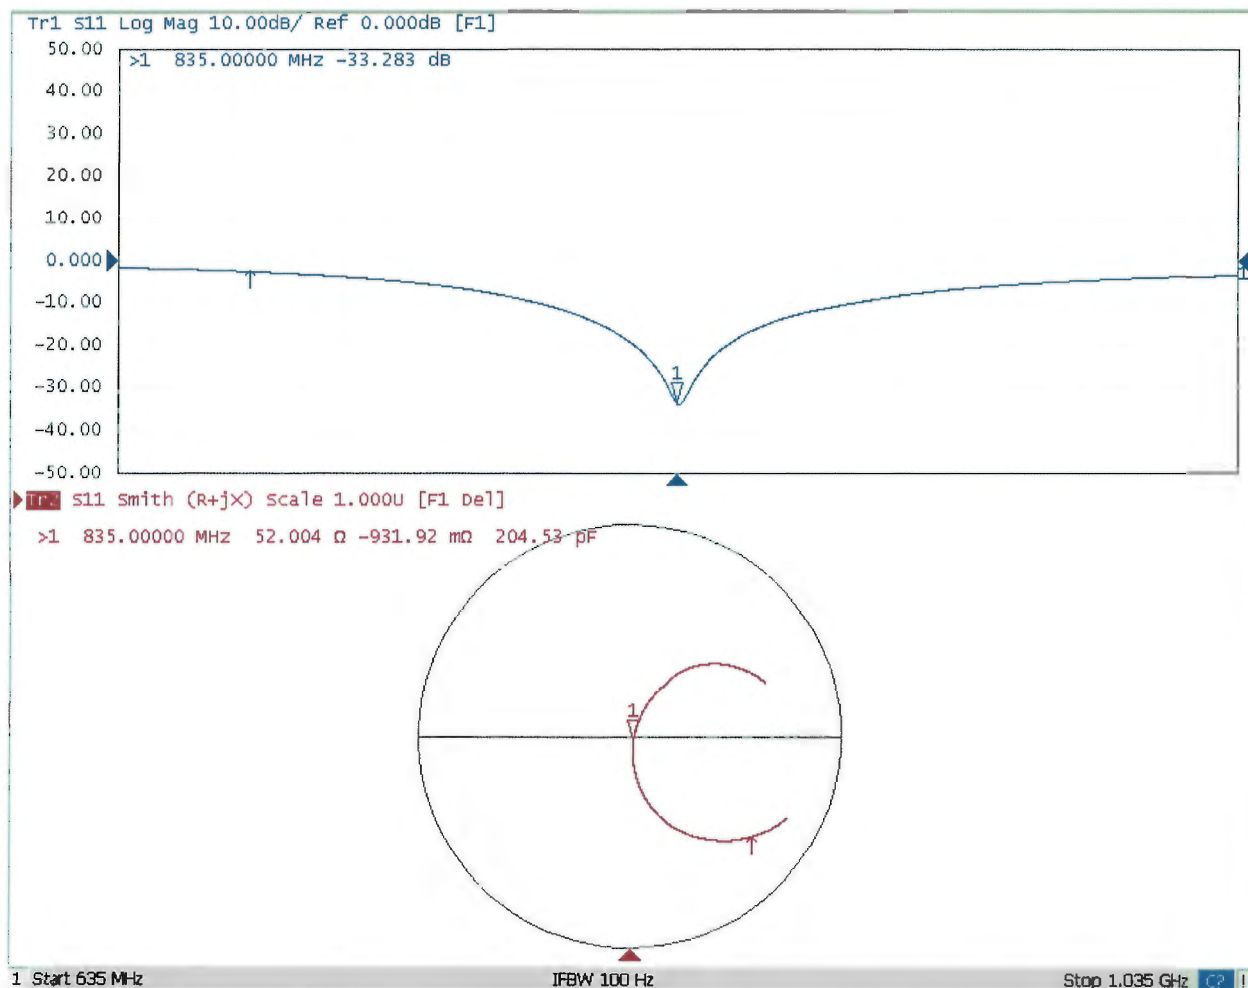 Tr1 S11 Log Mag 10.00dB/ Ref 0.000dB [F1]
50.00
>1 835.00000 MHz -33.283 dB
40.00
30.00
20.00
10.00
0.000
-10.00
-20.00
-30.00
1
-40.00
-50.00
Tr2 S11 Smith (R+jX) Scale 1.000U [F1 Del]
>1 835.00000 MHz 52.004 Ω -931.92 mΩ 204.53 pF
1
1 Start 635 MHz IFBW 100 Hz Stop 1.035 GHz C? !